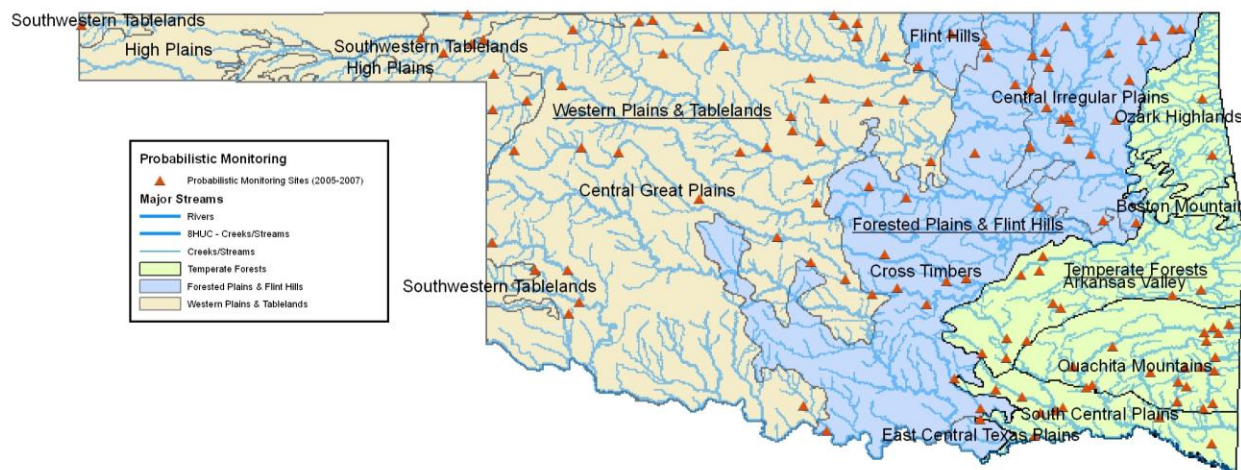 Southwestern Tablelands
High Plains
Southwestern Tablelands
High Plains
Flint Hills
Central Irregular Plains
Western Plains & Tablelands
Ozark Highlands
Probabilistic Monitoring
Probabilistic Monitoring Sites (2005-2007)
Major Streams
Rivers
8HUC - Creeks/Streams
Creeks/Streams
Temperate Forests
Forested Plains & Flint Hills
Western Plains & Tablelands
Central Great Plains
Boston Mountain
Forested Plains & Flint Hills
Cross Timbers
Temperate Forests
Arkansas Valley
Southwestern Tablelands
Ouachita Mountains
South Central Plains
East Central Texas Plains